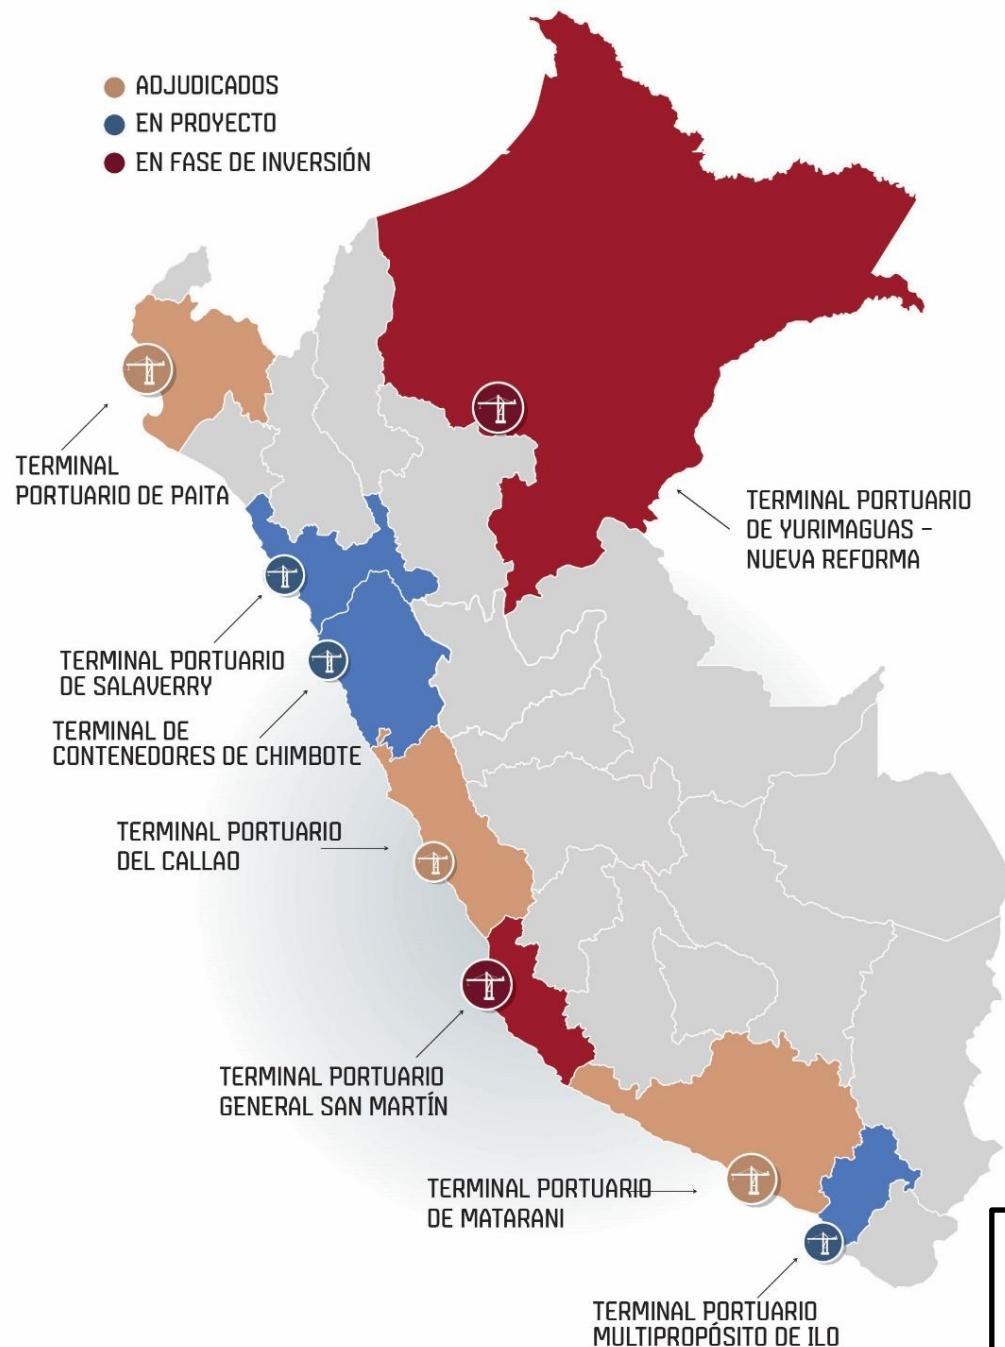 ADJUDICADOS
EN PROYECTO
EN FASE DE INVERSIÓN
TERMINAL
PORTUARIO DE PAITA
TERMINAL PORTUARIO
DE YURIMAGUAS –
NUEVA REFORMA
TERMINAL PORTUARIO
DE SALAVERRY
TERMINAL DE
CONTENEDORES DE CHIMBOTE
TERMINAL PORTUARIO
DEL CALLAO
TERMINAL PORTUARIO
GENERAL SAN MARTÍN
TERMINAL PORTUARIO
DE MATARANI
TERMINAL PORTUARIO
MULTIPROPÓSITO DE ILO